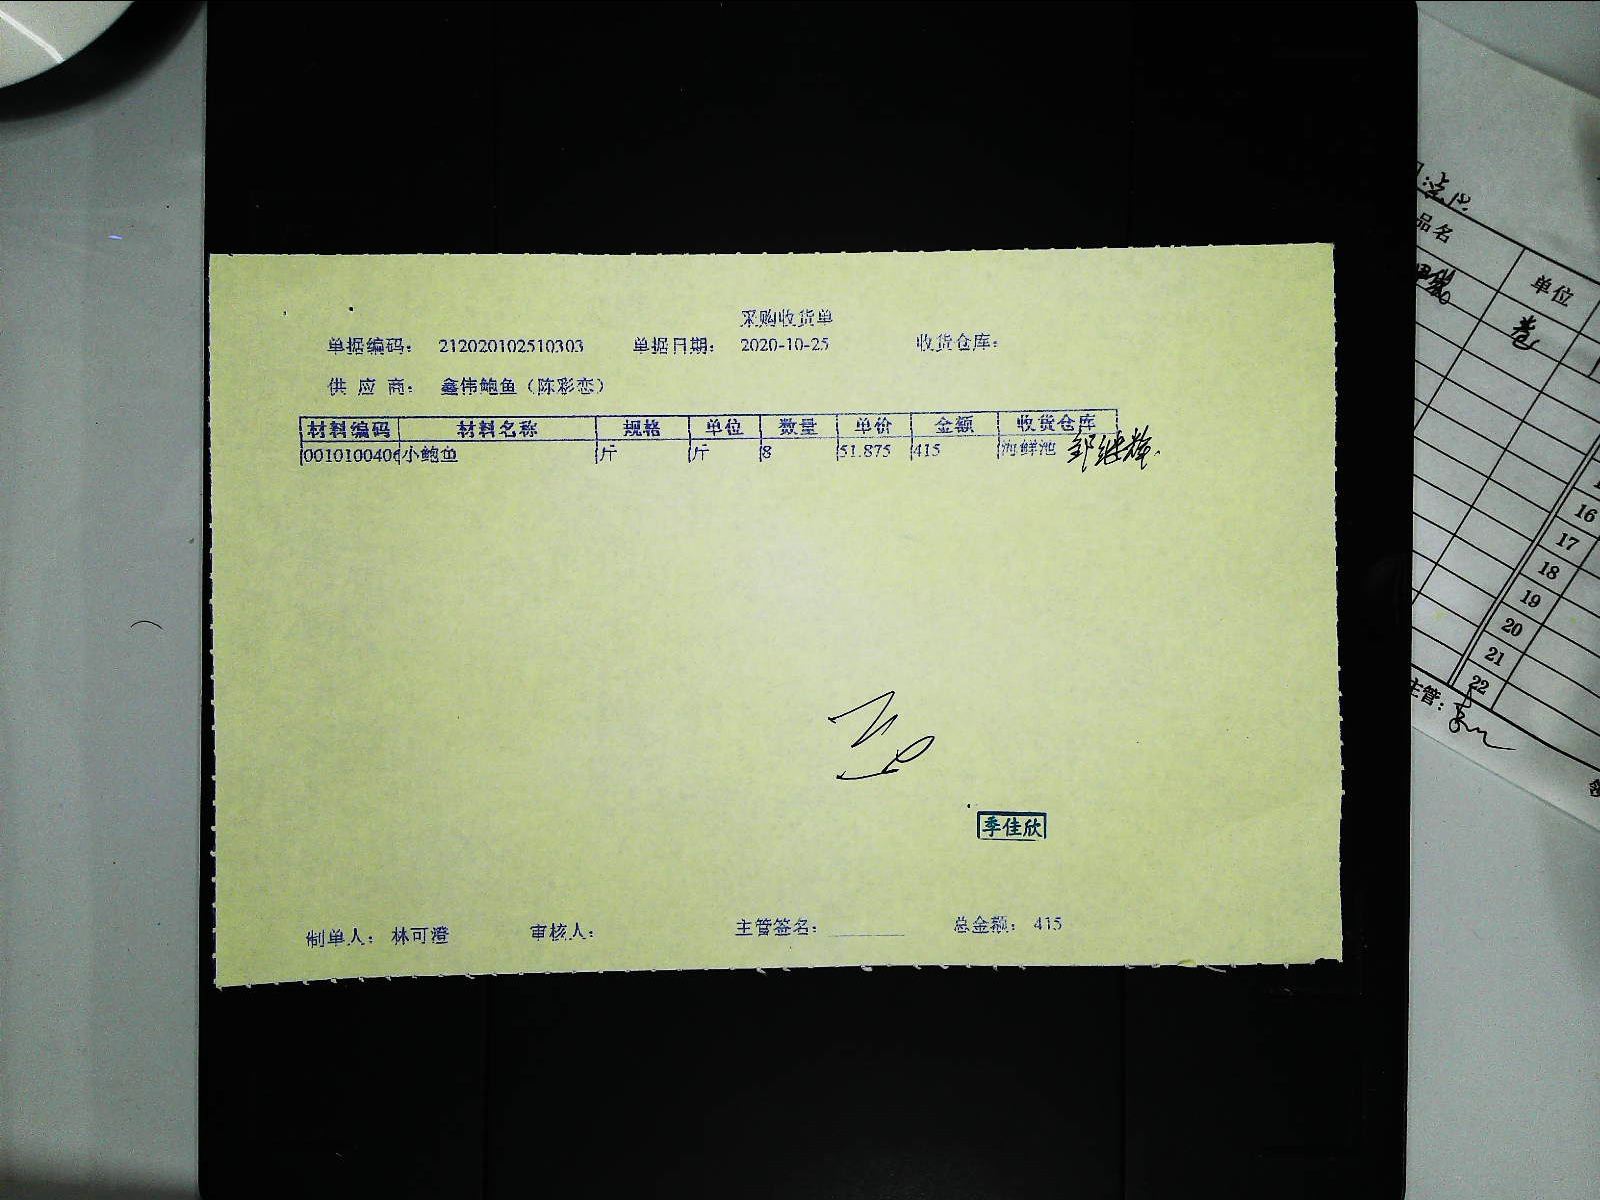 采购收货单
单据编码： 212020102510303 单据日期： 2020-10-25 收货仓库：
供 应 商： 鑫伟鲍鱼（陈彩恋）
材料编码 材料名称 规格 单位 数量 单价 金额 收货仓库
0010100406 小鲍鱼 斤 斤 8 51.875 415 海鲜池
季佳欣
制单人： 林可澄 审核人： 主管签名： 总金额： 415
品名
单位
卷
16
17
18
19
20
21
22
主管：